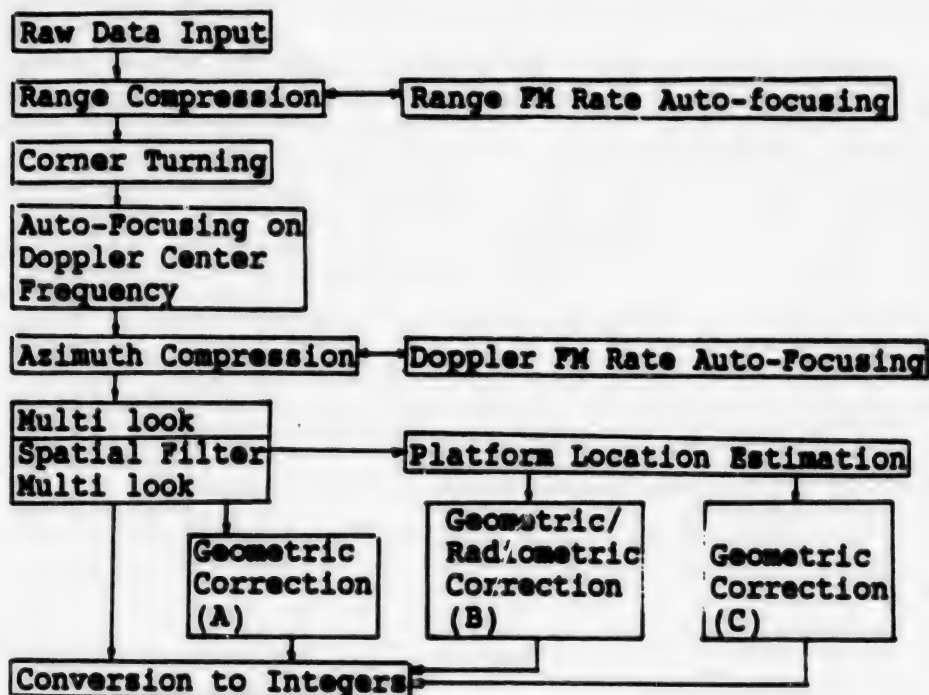 Raw Data Input
Range Compression
Range FM Rate Auto-focusing
Corner Turning
Auto-Focusing on
Doppler Center
Frequency
Azimuth Compression
Doppler FM Rate Auto-Focusing
Multi look
Spatial Filter
Multi look
Platform Location Estimation
Geometric
Correction
(A)
Geometric/
Radiometric
Correction
(B)
Geometric
Correction
(C)
Conversion to Integers